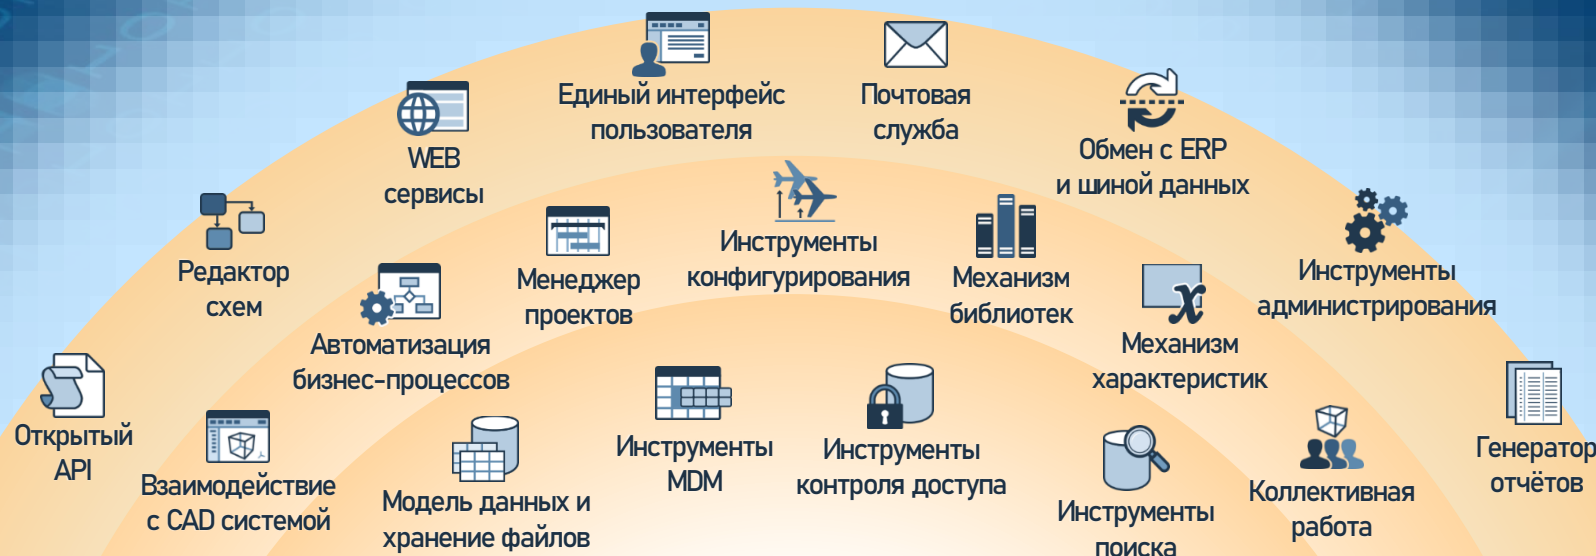 Единый интерфейс
пользователя
Почтовая
служба
WEB
сервисы
Обмен с ERP
и шиной данных
Редактор
схем
Менеджер
проектов
Инструменты
конфигурирования
Механизм
библиотек
Инструменты
администрирования
Автоматизация
бизнес-процессов
Механизм
характеристик
Открытый
API
Взаимодействие
с CAD системой
Модель данных и
хранение файлов
Инструменты
MDM
Инструменты
контроля доступа
Инструменты
поиска
Коллективная
работа
Генератор
отчётов